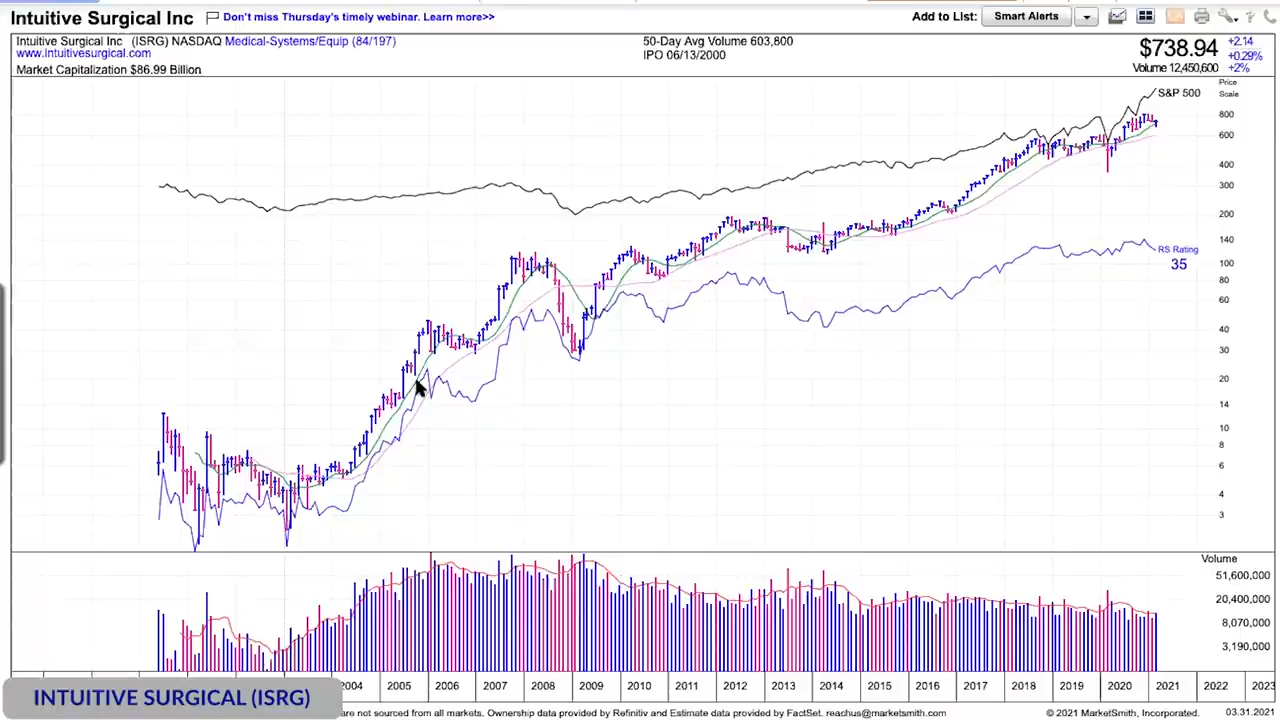 Intuitive Surgical Inc Don't miss Thursday's timely webinar. Learn more>> Add to List: Smart Alerts
Intuitive Surgical Inc (ISRG) NASDAQ Medical-Systems/Equip (84/197) 50-Day Avg Volume 603,800 $738.94 +2.14
www.intuitivesurgical.com IPO 06/13/2000 +0.29%
Market Capitalization $86.99 Billion Volume 12,450,600 +2%
Price
Scale
S&P 500
800
600
400
300
200
140
RS Rating
35
100
80
60
40
30
20
14
10
8
6
4
3
Volume
51,600,000
20,400,000
8,070,000
3,190,000
2004 2005 2006 2007 2008 2009 2010 2011 2012 2013 2014 2015 2016 2017 2018 2019 2020 2021 2022 2023
INTUITIVE SURGICAL (ISRG)
are not sourced from all markets. Ownership data provided by Refinitiv and Estimate data provided by FactSet. reachus@marketsmith.com © 2021 MarketSmith, Incorporated. 03.31.2021